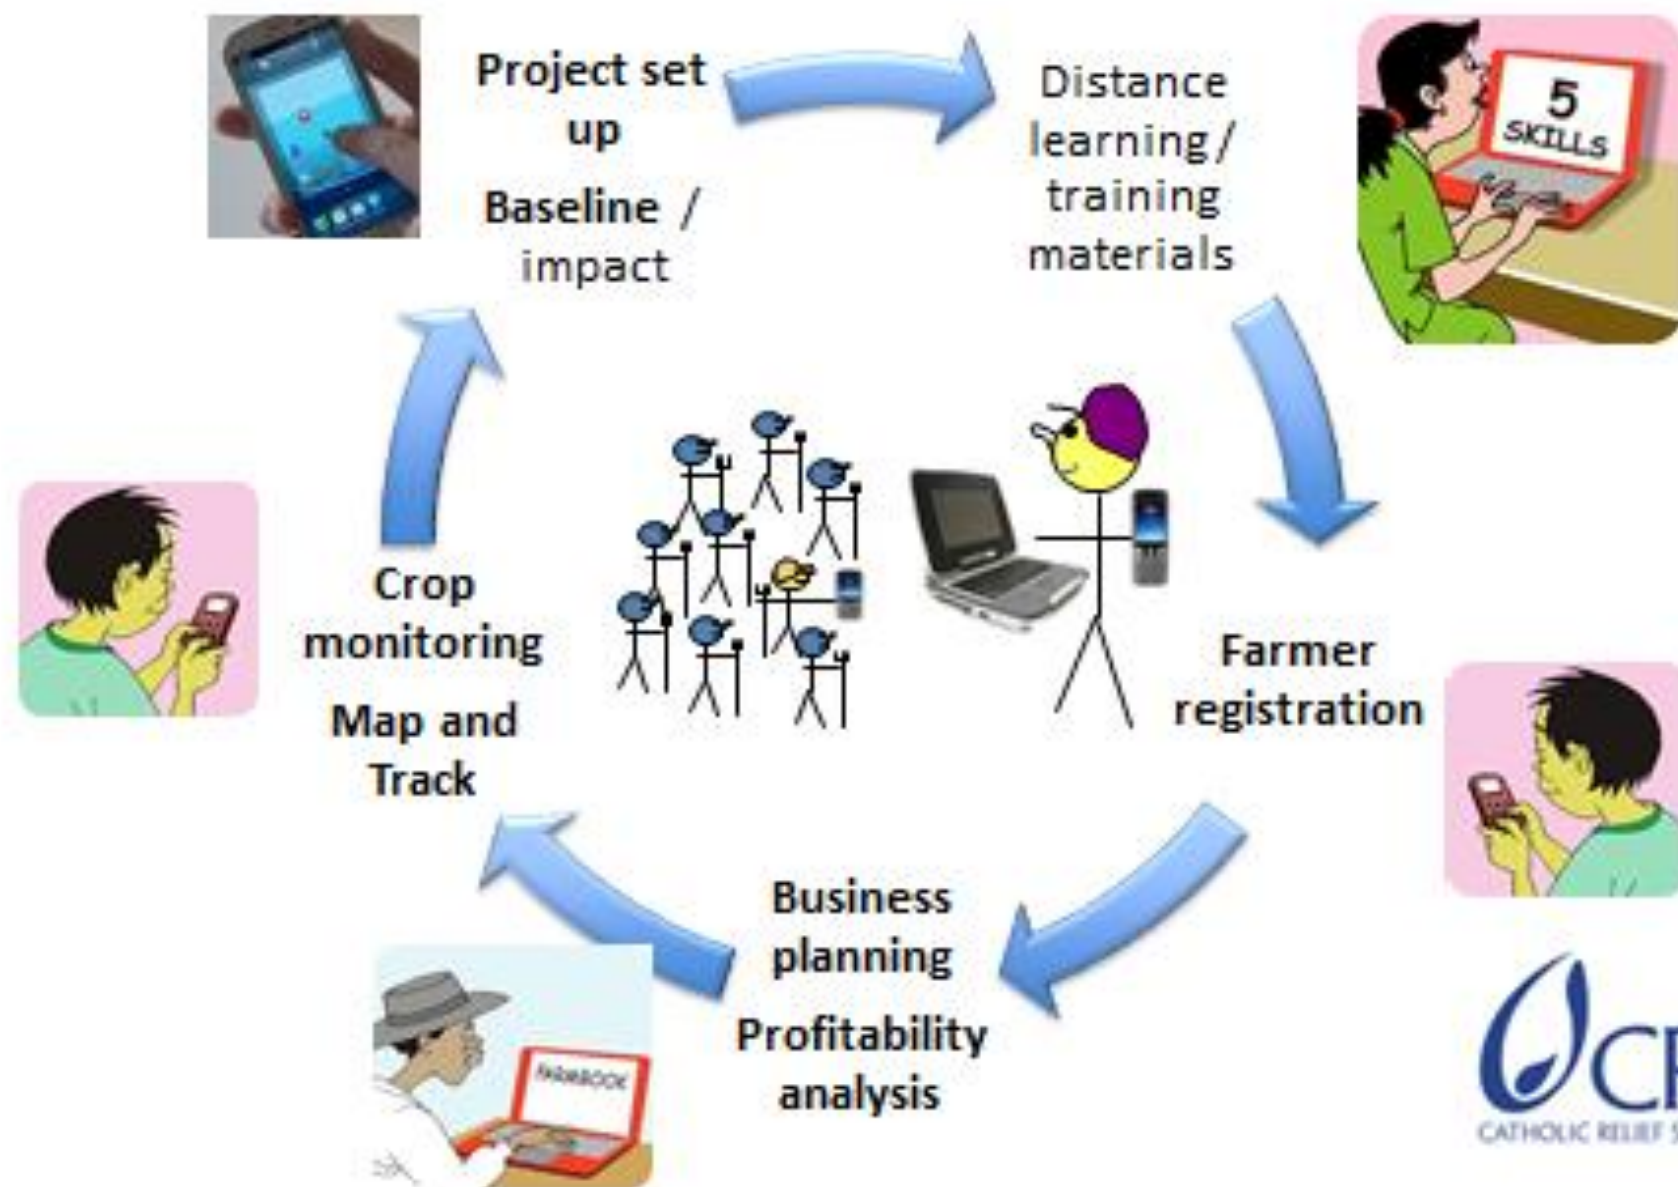 Project set
up
Baseline /
impact
Distance
learning /
training
materials
5
SKILLS
Farmer
registration
Business
planning
Profitability
analysis
FARMBOOK
Crop
monitoring
Map and
Track
CATHOLIC RELIEF